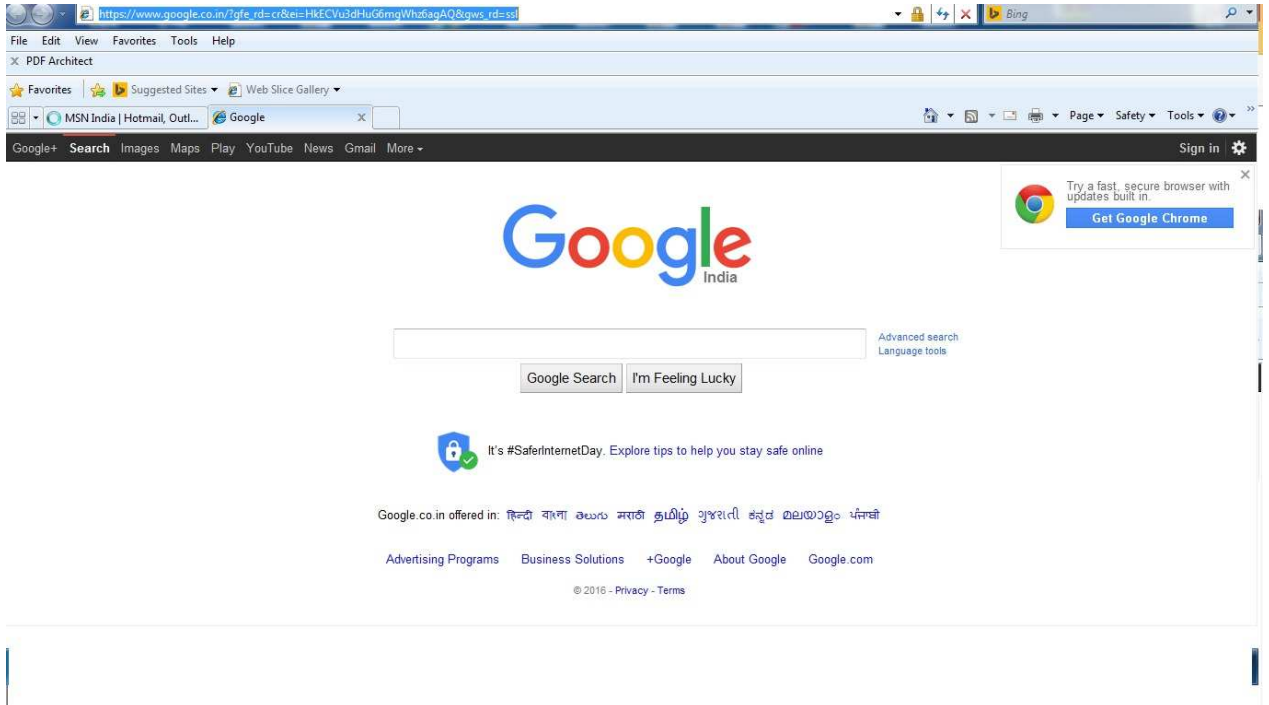 https://www.google.co.in/?gfe_rd=cr&ei=HkECVu3dHuG6mgWhz6agAQ&gws_rd=ssl
Bing
File Edit View Favorites Tools Help
x PDF Architect
Favorites Suggested Sites Web Slice Gallery
MSN India | Hotmail, Outl... Google x
Page Safety Tools
Google+ Search Images Maps Play YouTube News Gmail More Sign in
Try a fast, secure browser with
updates built in.
Get Google Chrome
Google
India
Advanced search
Language tools
Google Search I'm Feeling Lucky
It's #SaferInternetDay. Explore tips to help you stay safe online
Google.co.in offered in: हिन्दी বাংলা తెలుగు मराठी தமிழ் ગુજરાતી ಕನ್ನಡ മലയാളം ਪੰਜਾਬੀ
Advertising Programs Business Solutions +Google About Google Google.com
© 2016 - Privacy - Terms